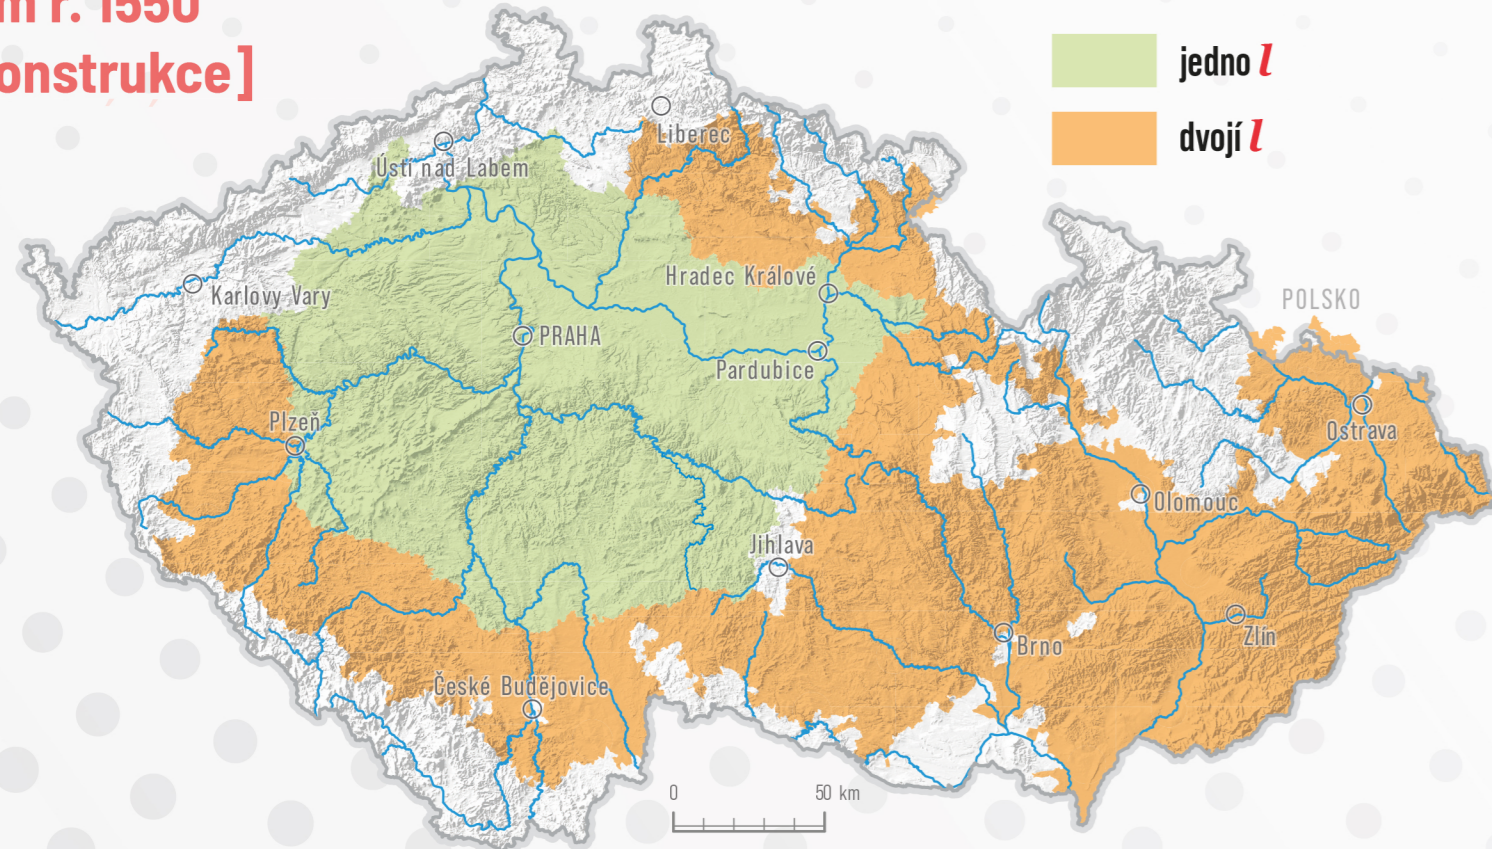 m r. 1550
onstrukce]
jedno l
dvojí l
Liberec
Ústí nad Labem
Karlovy Vary
Hradec Králové
POLSKO
PRAHA
Pardubice
Plzeň
Ostrava
Olomouc
Jihlava
Zlín
Brno
České Budějovice
0 50 km